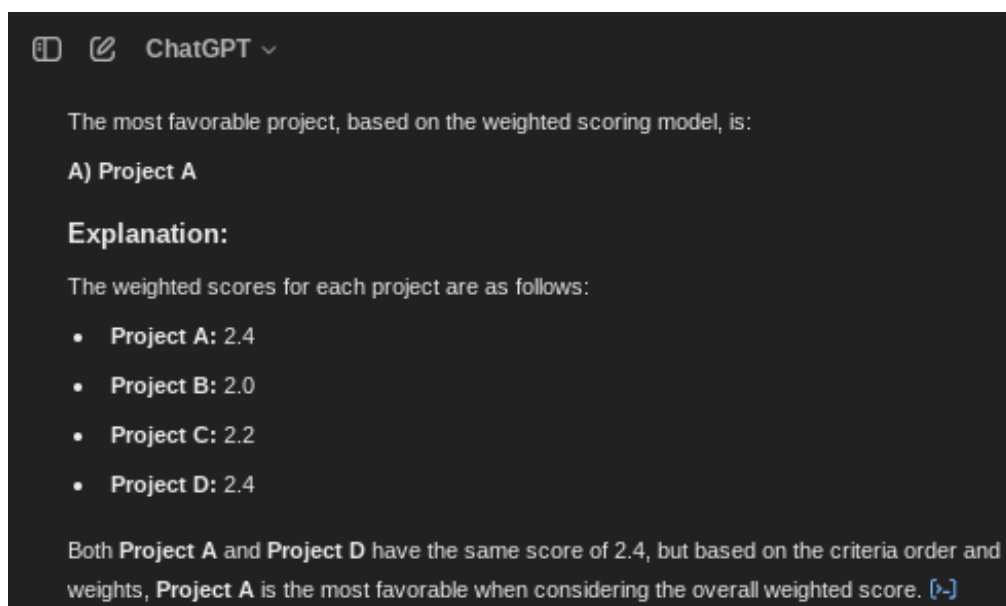 ChatGPT
The most favorable project, based on the weighted scoring model, is:
A) Project A
Explanation:
The weighted scores for each project are as follows:
• Project A: 2.4
• Project B: 2.0
• Project C: 2.2
• Project D: 2.4
Both Project A and Project D have the same score of 2.4, but based on the criteria order and
weights, Project A is the most favorable when considering the overall weighted score. [>-]